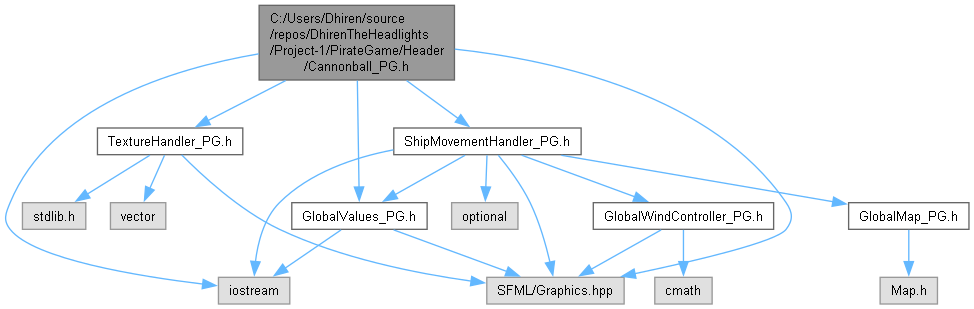 C:/Users/Dhiren/source
/repos/DhirenTheHeadlights
/Project-1/PirateGame/Header
/Cannonball_PG.h
TextureHandler_PG.h
ShipMovementHandler_PG.h
stdlib.h
vector
GlobalValues_PG.h
optional
GlobalWindController_PG.h
GlobalMap_PG.h
iostream
SFML/Graphics.hpp
cmath
Map.h